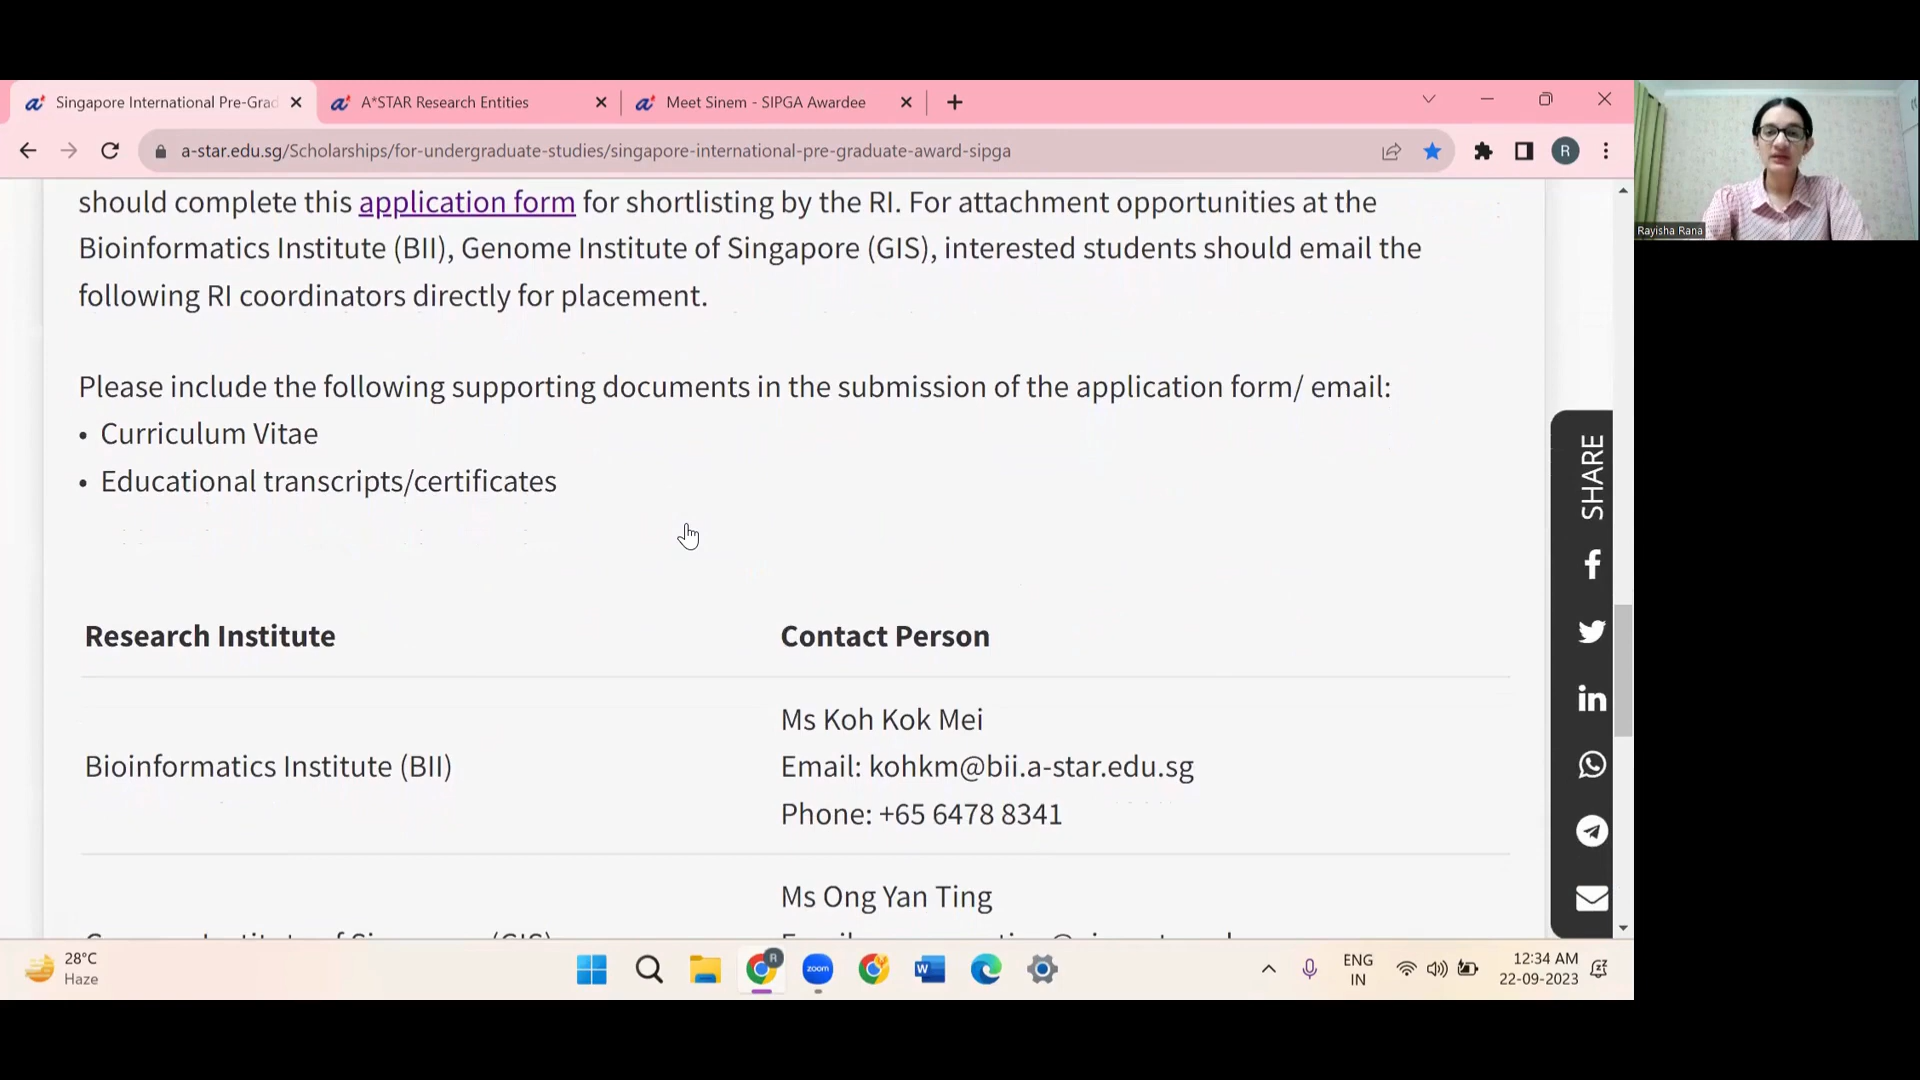 Singapore International Pre-Grad
A*STAR Research Entities
Meet Sinem - SIPGA Awardee
a-star.edu.sg/Scholarships/for-undergraduate-studies/singapore-international-pre-graduate-award-sipga
R
Rayisha Rana
should complete this application form for shortlisting by the RI. For attachment opportunities at the
Bioinformatics Institute (BII), Genome Institute of Singapore (GIS), interested students should email the
following RI coordinators directly for placement.
Please include the following supporting documents in the submission of the application form/ email:
• Curriculum Vitae
• Educational transcripts/certificates
SHARE
Research Institute
Contact Person
Bioinformatics Institute (BII)
Ms Koh Kok Mei
Email: kohkm@bii.a-star.edu.sg
Phone: +65 6478 8341
Ms Ong Yan Ting
28°C
Haze
R
zoom
W
ENG
IN
12:34 AM
22-09-2023